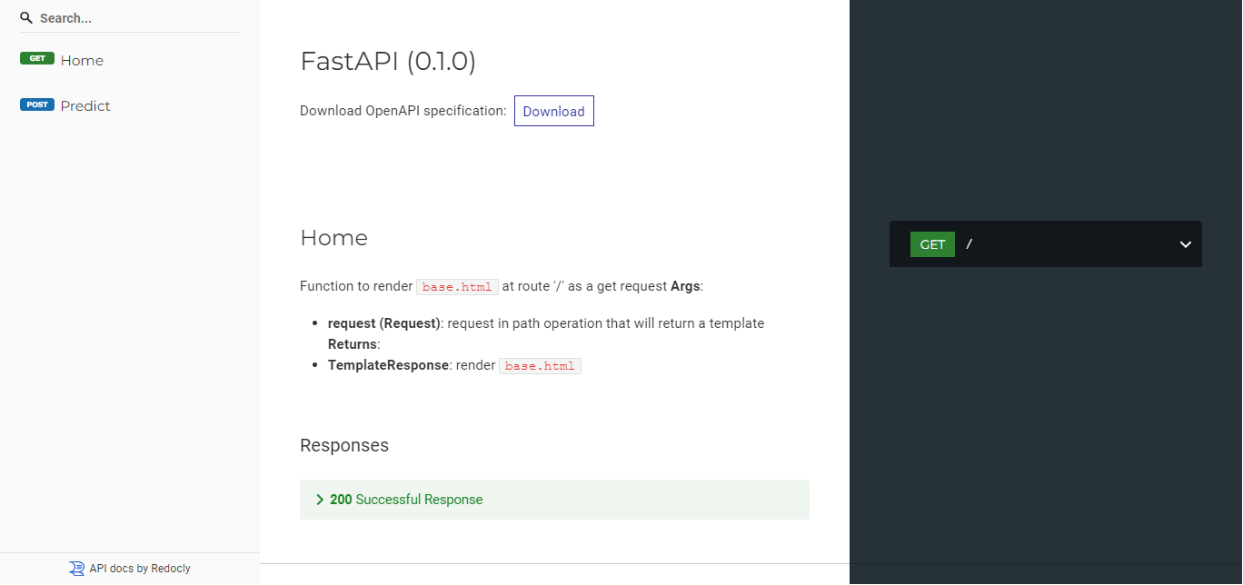 Search...
GET Home
POST Predict
API docs by Redocly
FastAPI (0.1.0)
Download OpenAPI specification: Download
Home
Function to render base.html at route '/' as a get request Args:
• request (Request): request in path operation that will return a template
Returns:
• TemplateResponse: render base.html
Responses
200 Successful Response
GET /